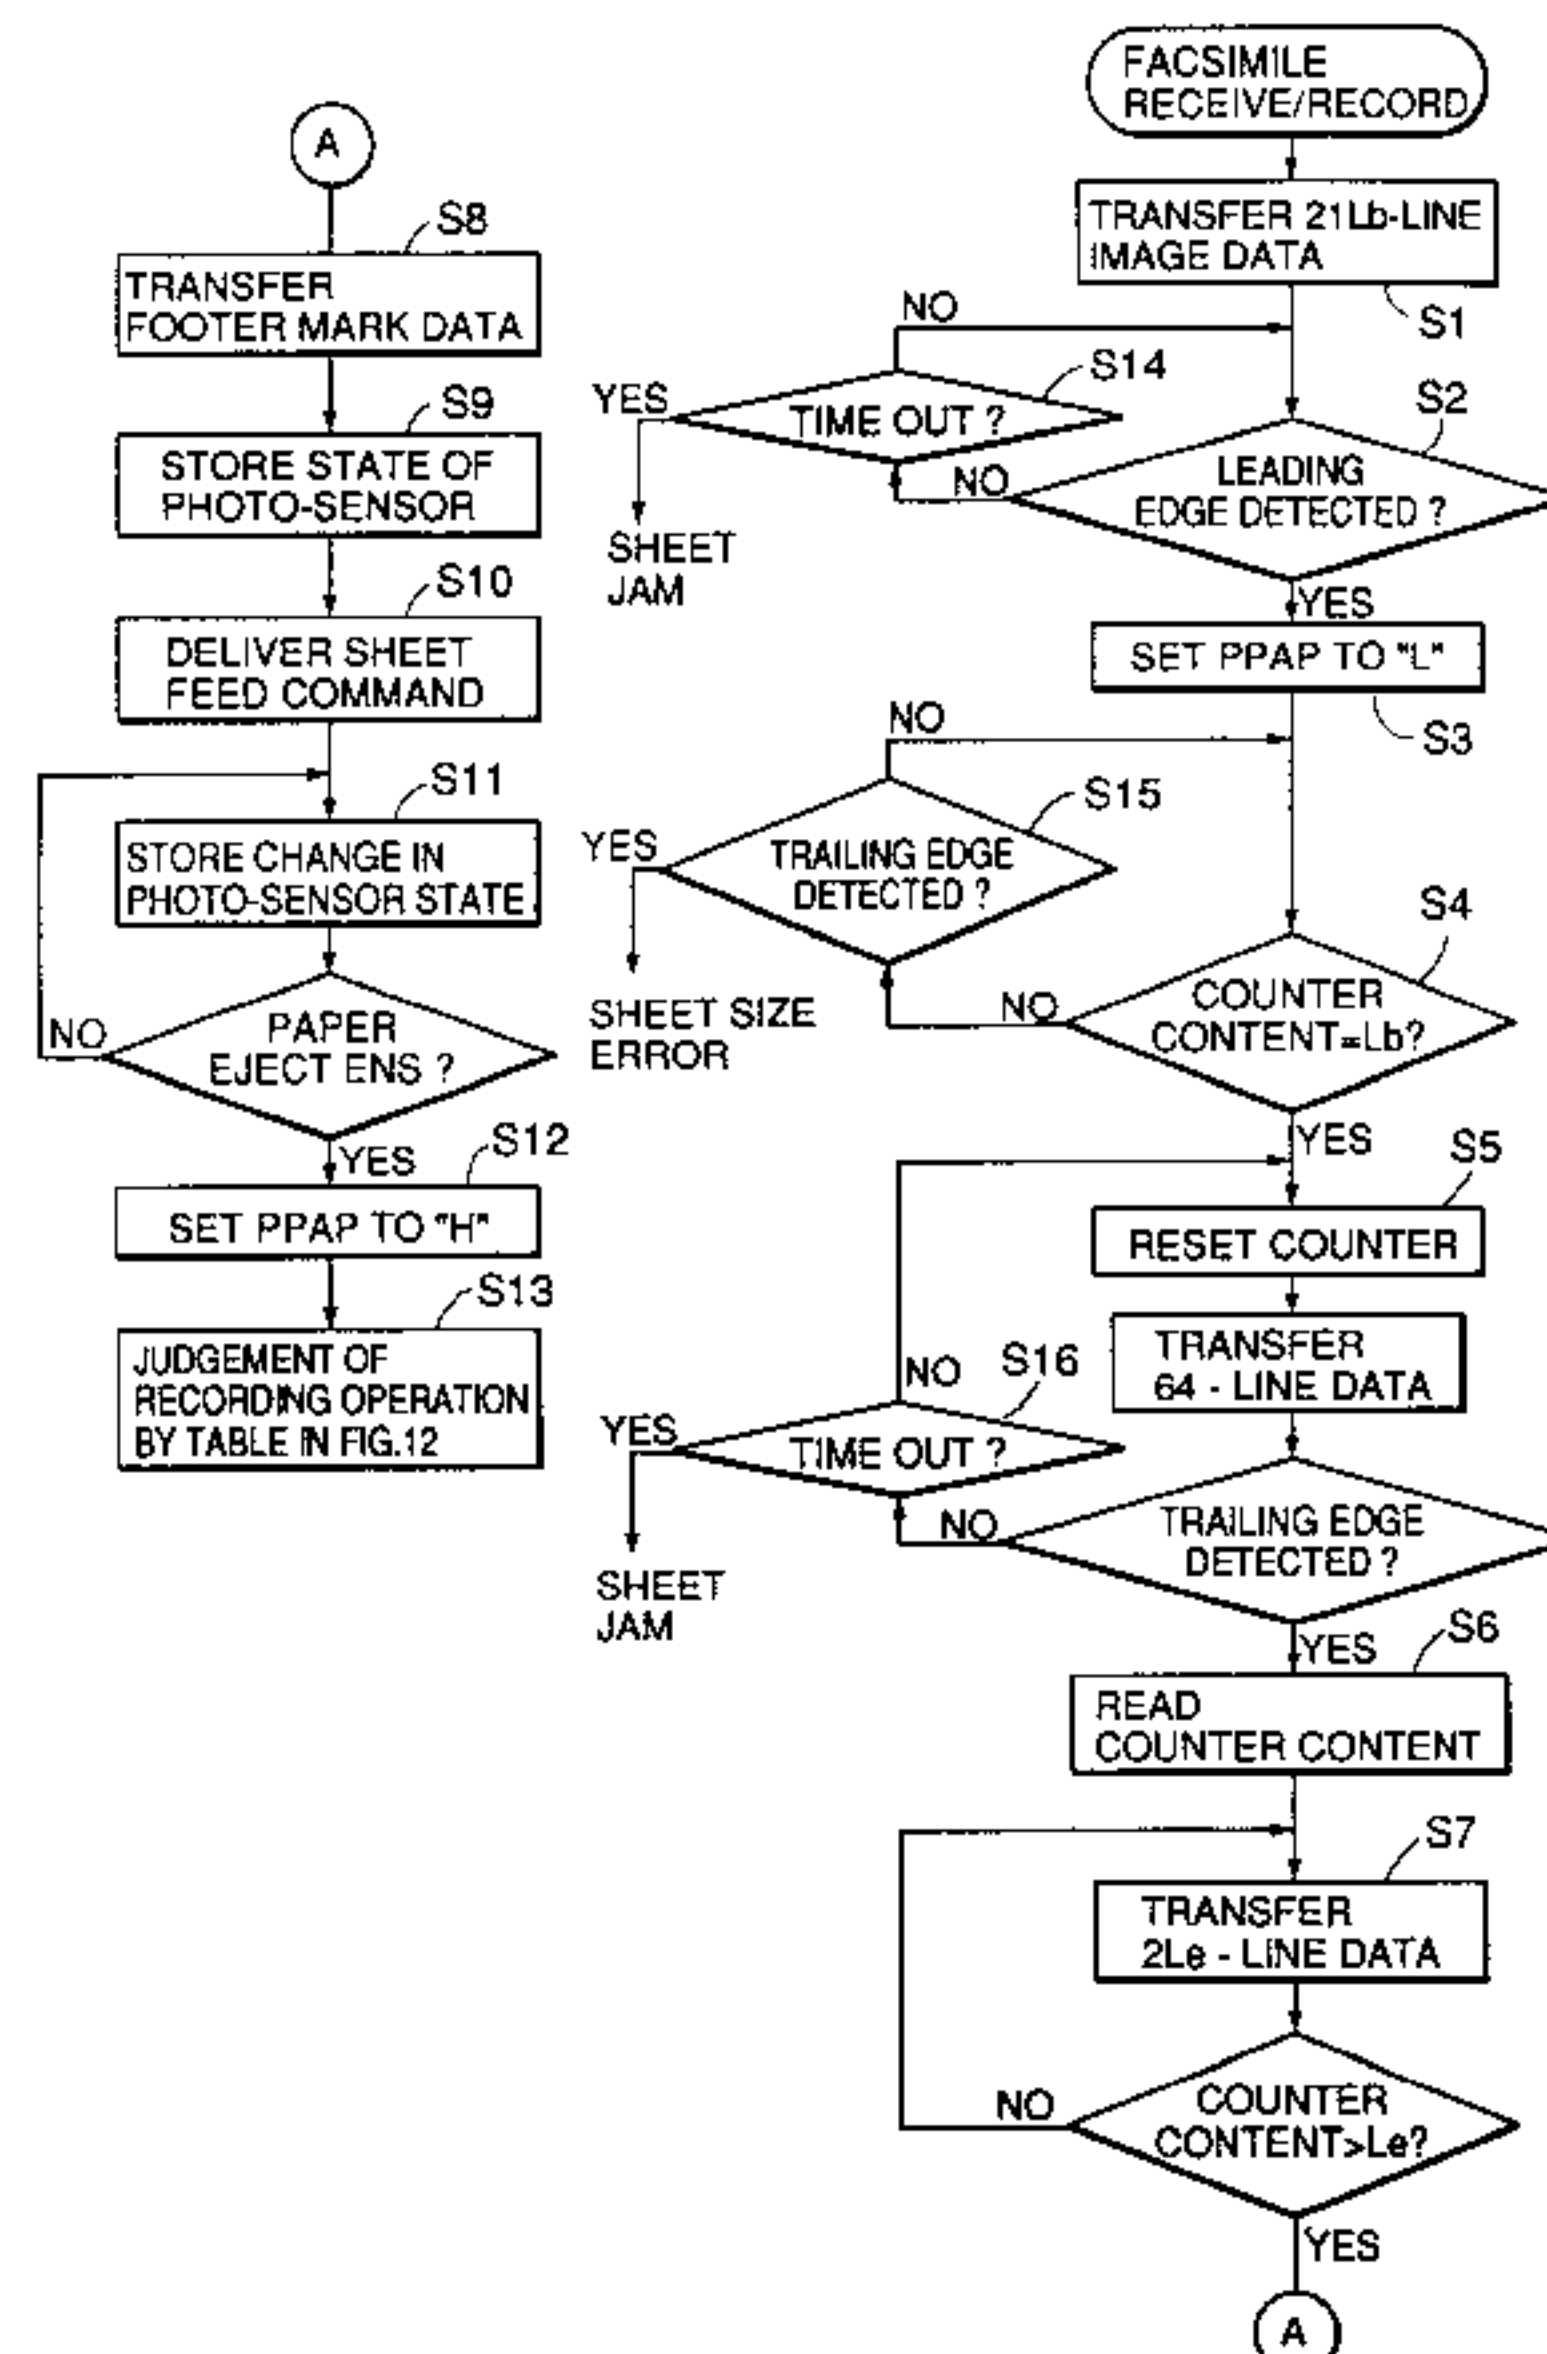 A
S8
TRANSFER
FOOTER MARK DATA
S9
STORE STATE OF
PHOTO-SENSOR
S10
DELIVER SHEET
FEED COMMAND
S11
STORE CHANGE IN
PHOTO-SENSOR STATE
PAPER
EJECT ENS ?
NO
YES
S12
SET PPAP TO "H"
S13
JUDGEMENT OF
RECORDING OPERATION
BY TABLE IN FIG.12
FACSIMILE
RECEIVE/RECORD
TRANSFER 21Lb-LINE
IMAGE DATA
S1
NO
S14
YES
TIME OUT ?
SHEET
JAM
S2
LEADING
EDGE DETECTED ?
NO
YES
SET PPAP TO "L"
S3
NO
S15
YES
TRAILING EDGE
DETECTED ?
SHEET SIZE
ERROR
S4
COUNTER
CONTENT=Lb?
NO
YES
S5
RESET COUNTER
TRANSFER
64 - LINE DATA
NO
S16
YES
TIME OUT ?
SHEET
JAM
TRAILING EDGE
DETECTED ?
NO
YES
S6
READ
COUNTER CONTENT
S7
TRANSFER
2Le - LINE DATA
COUNTER
CONTENT>Le?
NO
YES
A